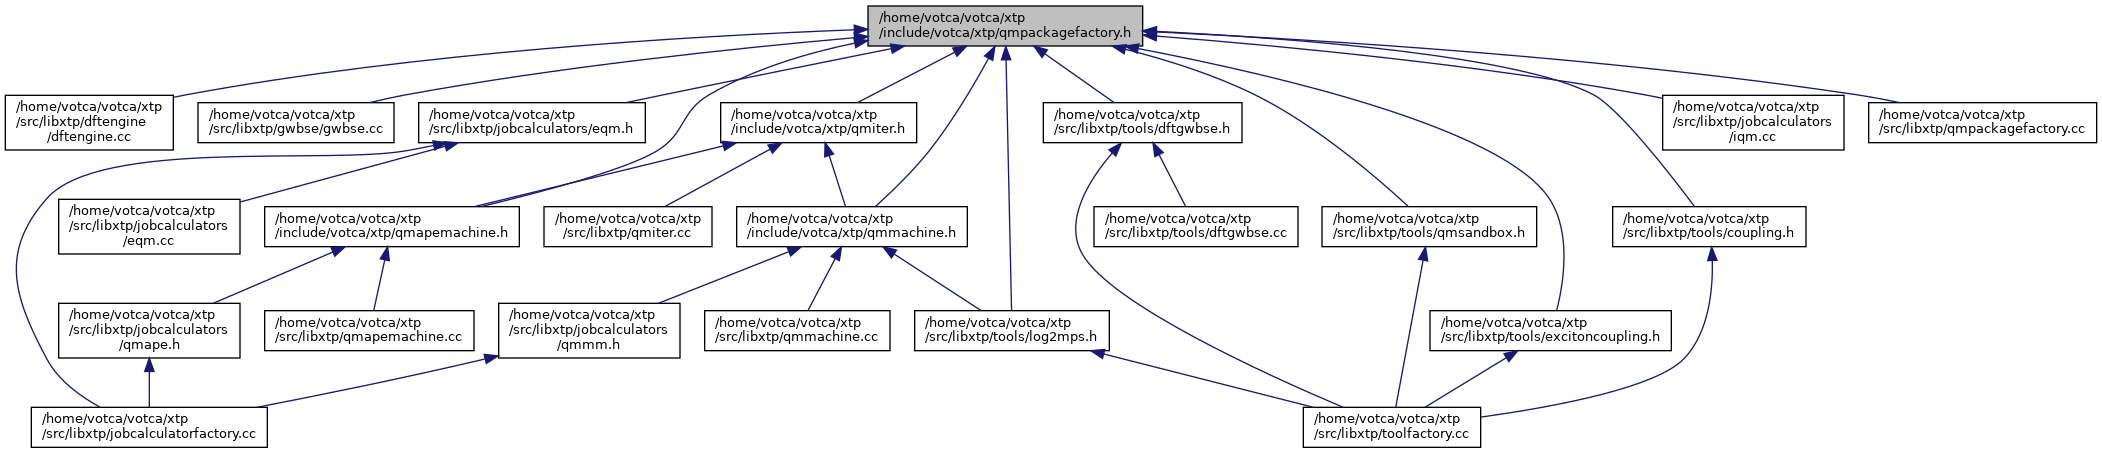 /home/votca/votca/xtp
/include/votca/xtp/qmpackagefactory.h
/home/votca/votca/xtp
/src/libxtp/dftengine
/dftengine.cc
/home/votca/votca/xtp
/src/libxtp/gwbse/gwbse.cc
/home/votca/votca/xtp
/src/libxtp/jobcalculators/eqm.h
/home/votca/votca/xtp
/include/votca/xtp/qmiter.h
/home/votca/votca/xtp
/src/libxtp/tools/dftgwbse.h
/home/votca/votca/xtp
/src/libxtp/jobcalculators
/iqm.cc
/home/votca/votca/xtp
/src/libxtp/qmpackagefactory.cc
/home/votca/votca/xtp
/src/libxtp/jobcalculators
/eqm.cc
/home/votca/votca/xtp
/include/votca/xtp/qmapemachine.h
/home/votca/votca/xtp
/src/libxtp/qmiter.cc
/home/votca/votca/xtp
/include/votca/xtp/qmmachine.h
/home/votca/votca/xtp
/src/libxtp/tools/dftgwbse.cc
/home/votca/votca/xtp
/src/libxtp/tools/qmsandbox.h
/home/votca/votca/xtp
/src/libxtp/tools/coupling.h
/home/votca/votca/xtp
/src/libxtp/jobcalculators
/qmape.h
/home/votca/votca/xtp
/src/libxtp/qmapemachine.cc
/home/votca/votca/xtp
/src/libxtp/jobcalculators
/qmmm.h
/home/votca/votca/xtp
/src/libxtp/qmmachine.cc
/home/votca/votca/xtp
/src/libxtp/tools/log2mps.h
/home/votca/votca/xtp
/src/libxtp/tools/excitoncoupling.h
/home/votca/votca/xtp
/src/libxtp/jobcalculatorfactory.cc
/home/votca/votca/xtp
/src/libxtp/toolfactory.cc